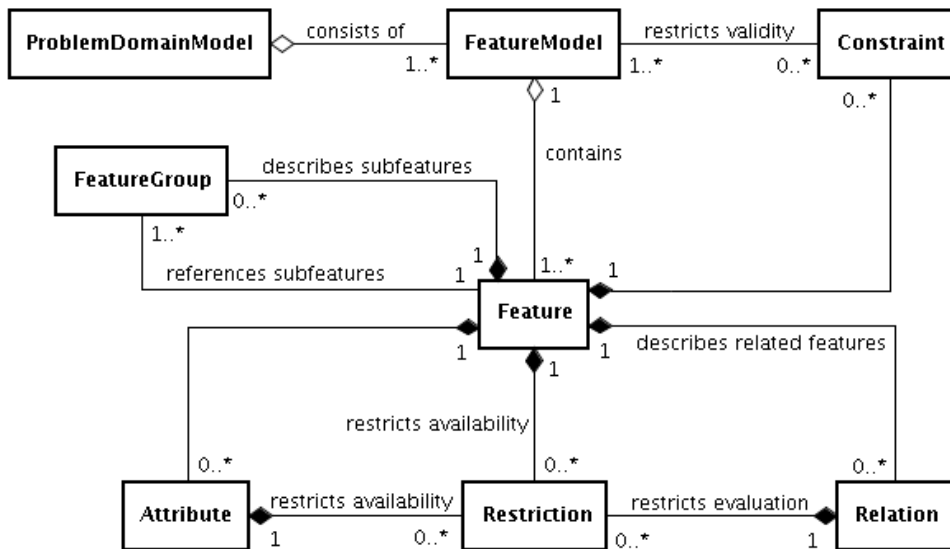 ProblemDomainModel
consists of
1..*
FeatureModel
restricts validity
1..*
0..*
Constraint
1
0..*
contains
FeatureGroup
describes subfeatures
0..*
1..*
references subfeatures
1
1
1..*
1
Feature
1
1
1
describes related features
restricts availability
0..*
0..*
0..*
Attribute
restricts availability
1
0..*
Restriction
restricts evaluation
0..*
1
Relation